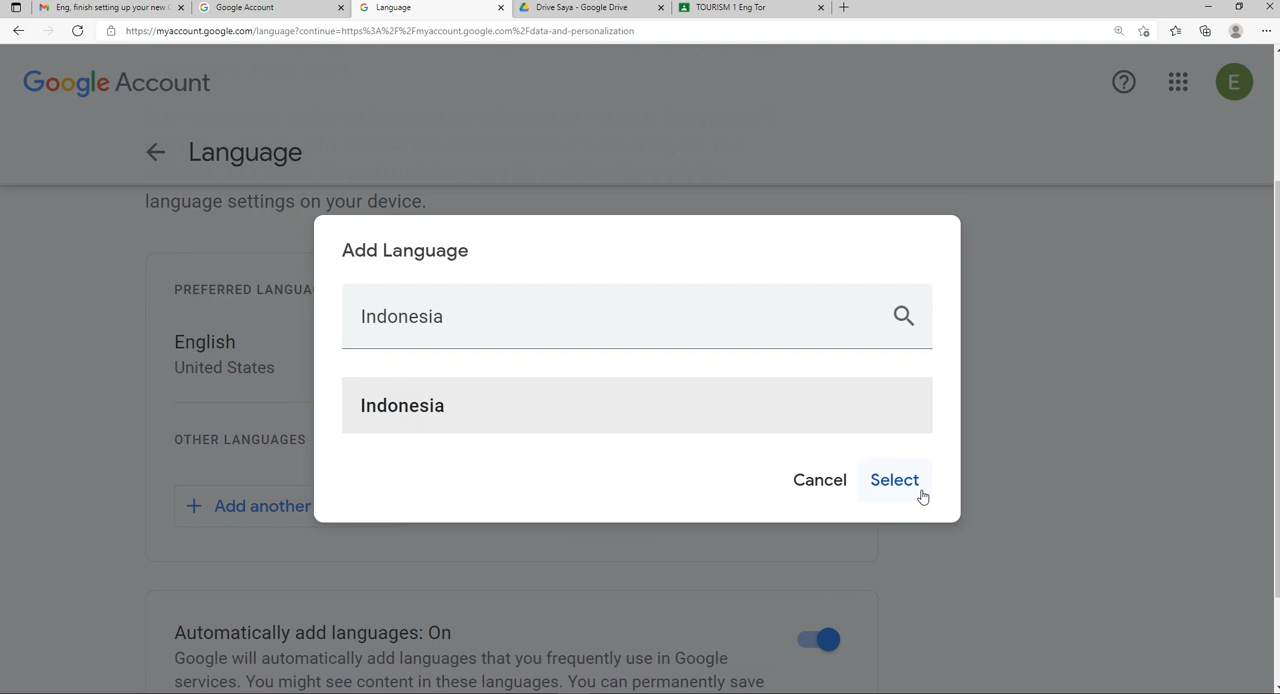 Eng, finish setting up your new
Google Account
Language
Drive Saya - Google Drive
TOURISM 1 Eng Tor
https://myaccount.google.com/language?continue=https%3A%2F%2Fmyaccount.google.com%2Fdata-and-personalization
Google Account
E
Language
language settings on your device.
Add Language
Indonesia
Indonesia
Cancel
Select
PREFERRED LANGUA
English
United States
OTHER LANGUAGES
+ Add another
Automatically add languages: On
Google will automatically add languages that you frequently use in Google
services. You might see content in these languages. You can permanently save